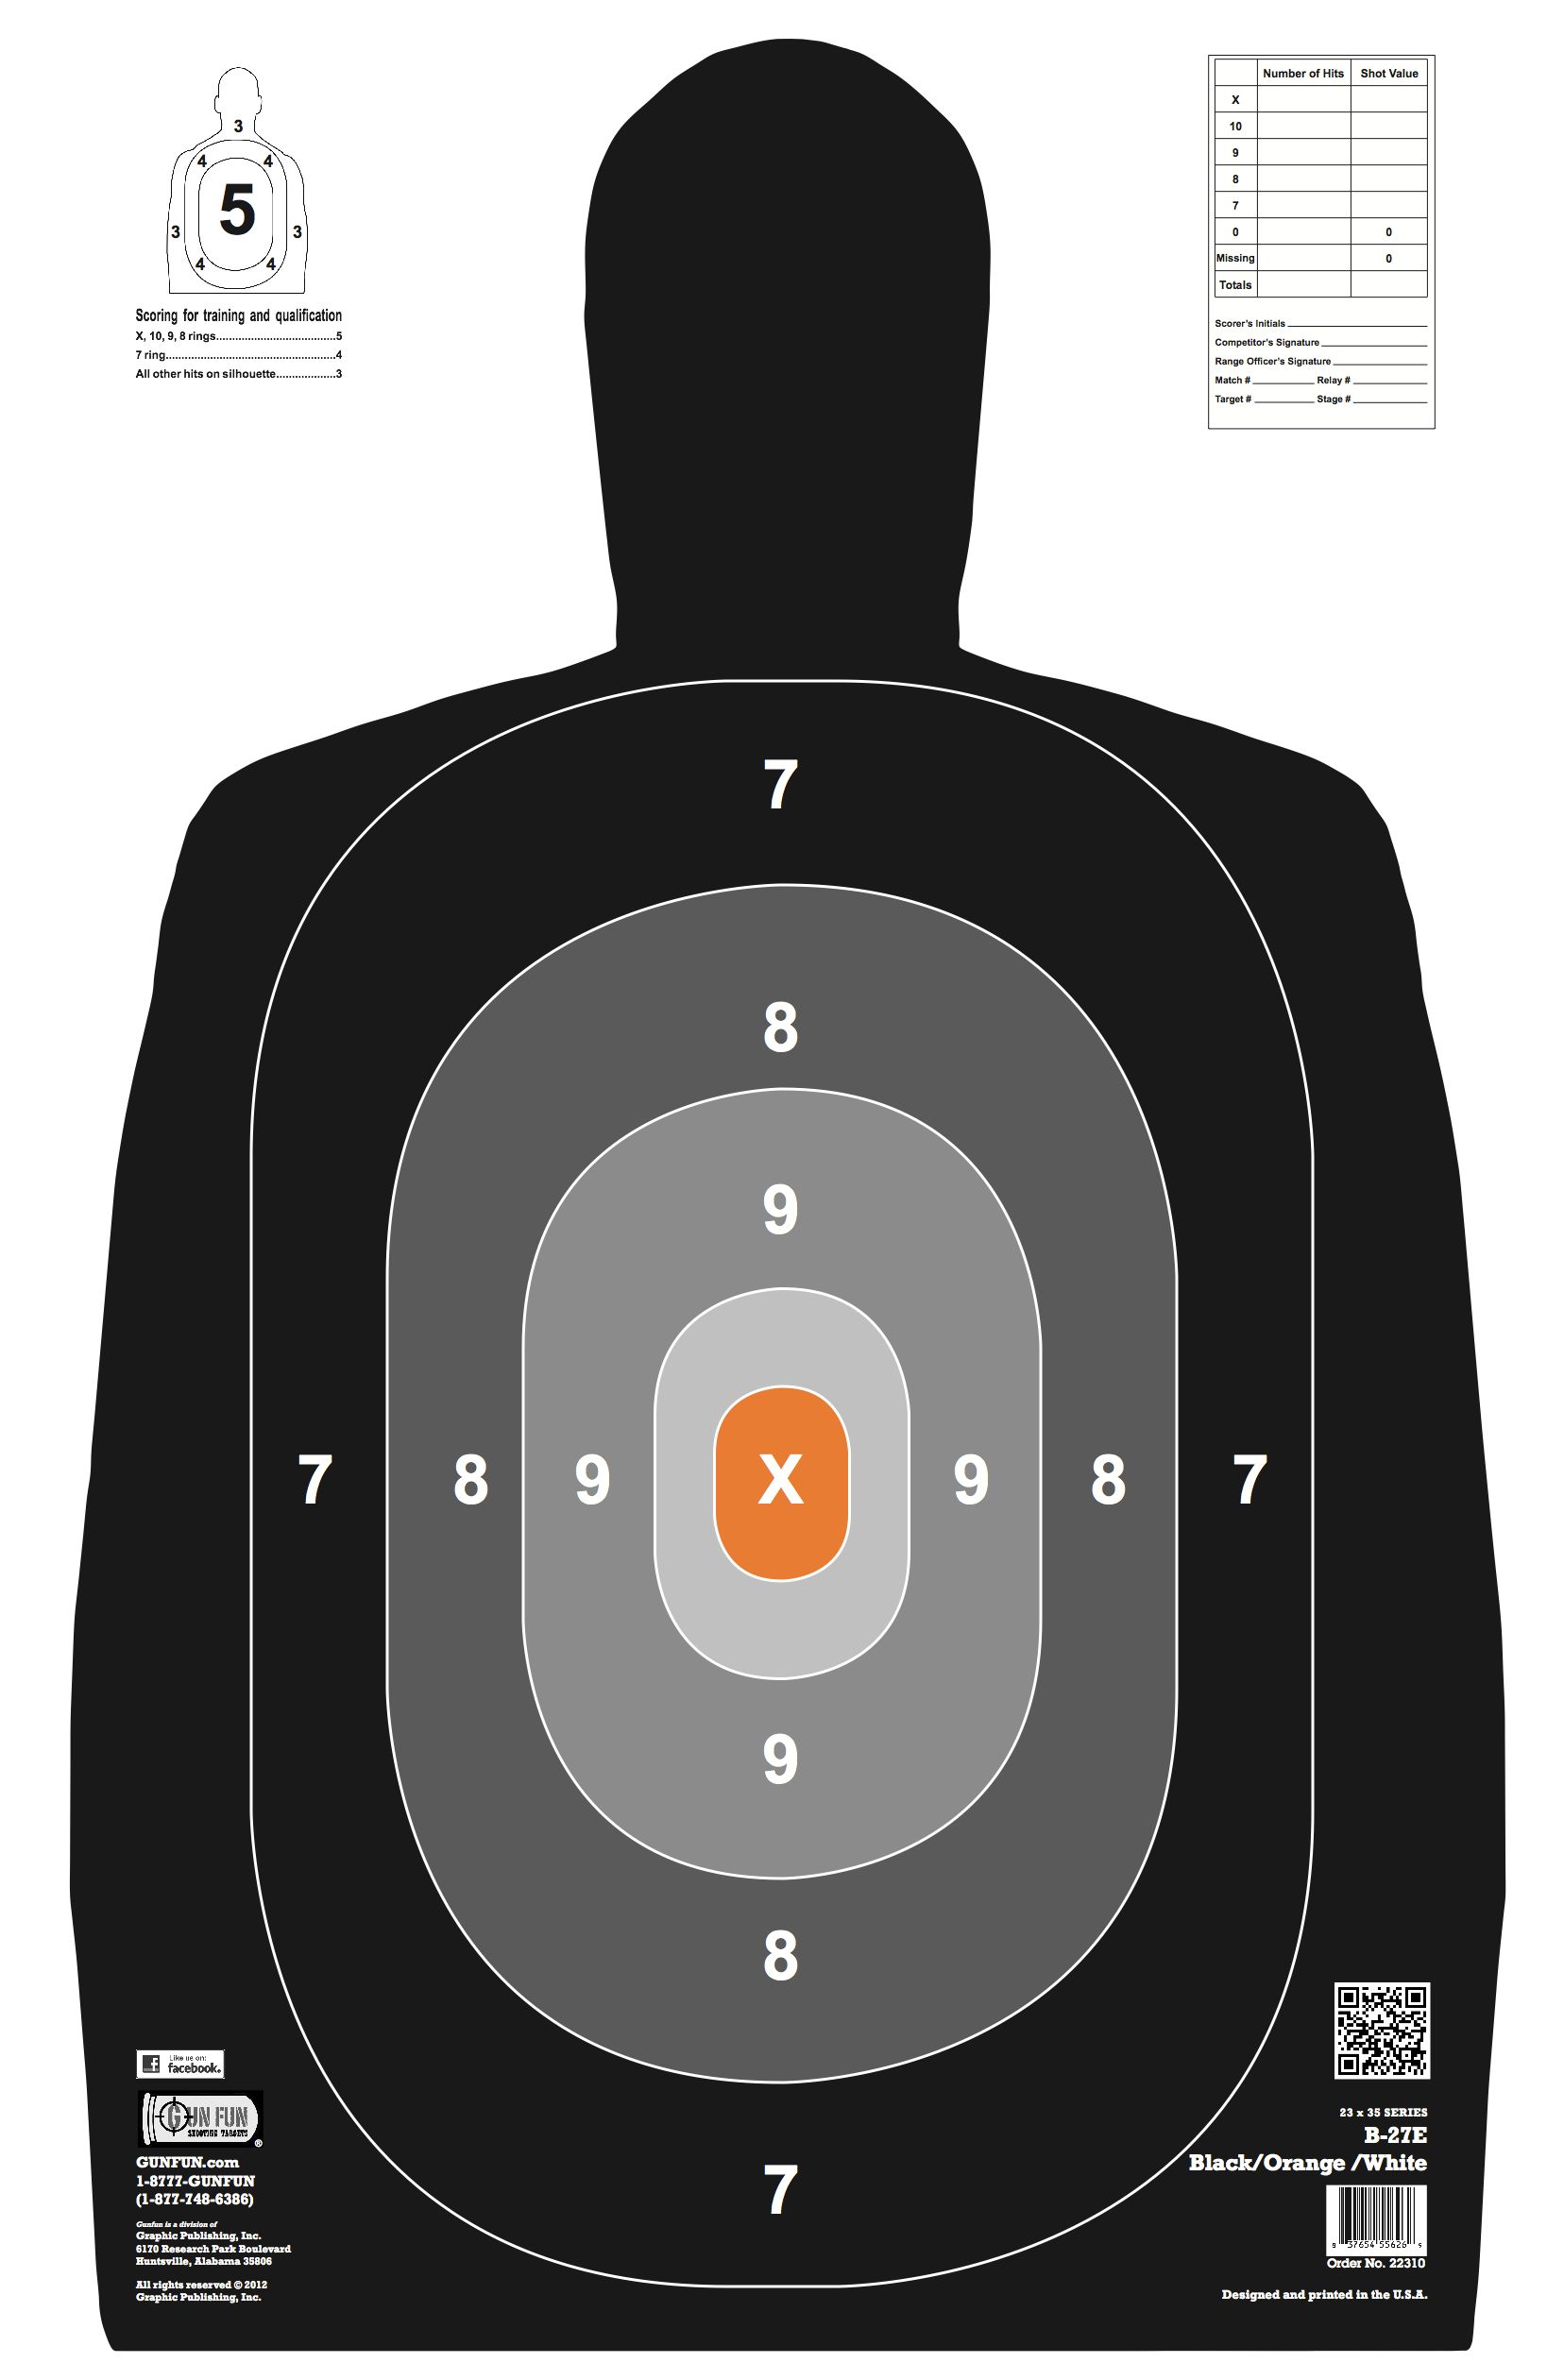 3
4 4
5
3 3
4 4
Scoring for training and qualification
X, 10, 9, 8 rings......................................5
7 ring......................................................4
All other hits on silhouette...................3
Number of Hits Shot Value
X
10
9
8
7
0 0
Missing 0
Totals
Scorer's Initials
Competitor's Signature
Range Officer's Signature
Match # Relay #
Target # Stage #
7
8
9
7 8 9 X 9 8 7
9
8
7
Like us on:
facebook.
GUN FUN
SHOOTING TARGETS
®
GUNFUN.com
1-8777-GUNFUN
(1-877-748-6386)
Gunfun is a division of
Graphic Publishing, Inc.
6170 Research Park Boulevard
Huntsville, Alabama 35806
All rights reserved © 2012
Graphic Publishing, Inc.
23 x 35 SERIES
B-27E
Black/Orange /White
37654 55626
Order No. 22310
Designed and printed in the U.S.A.